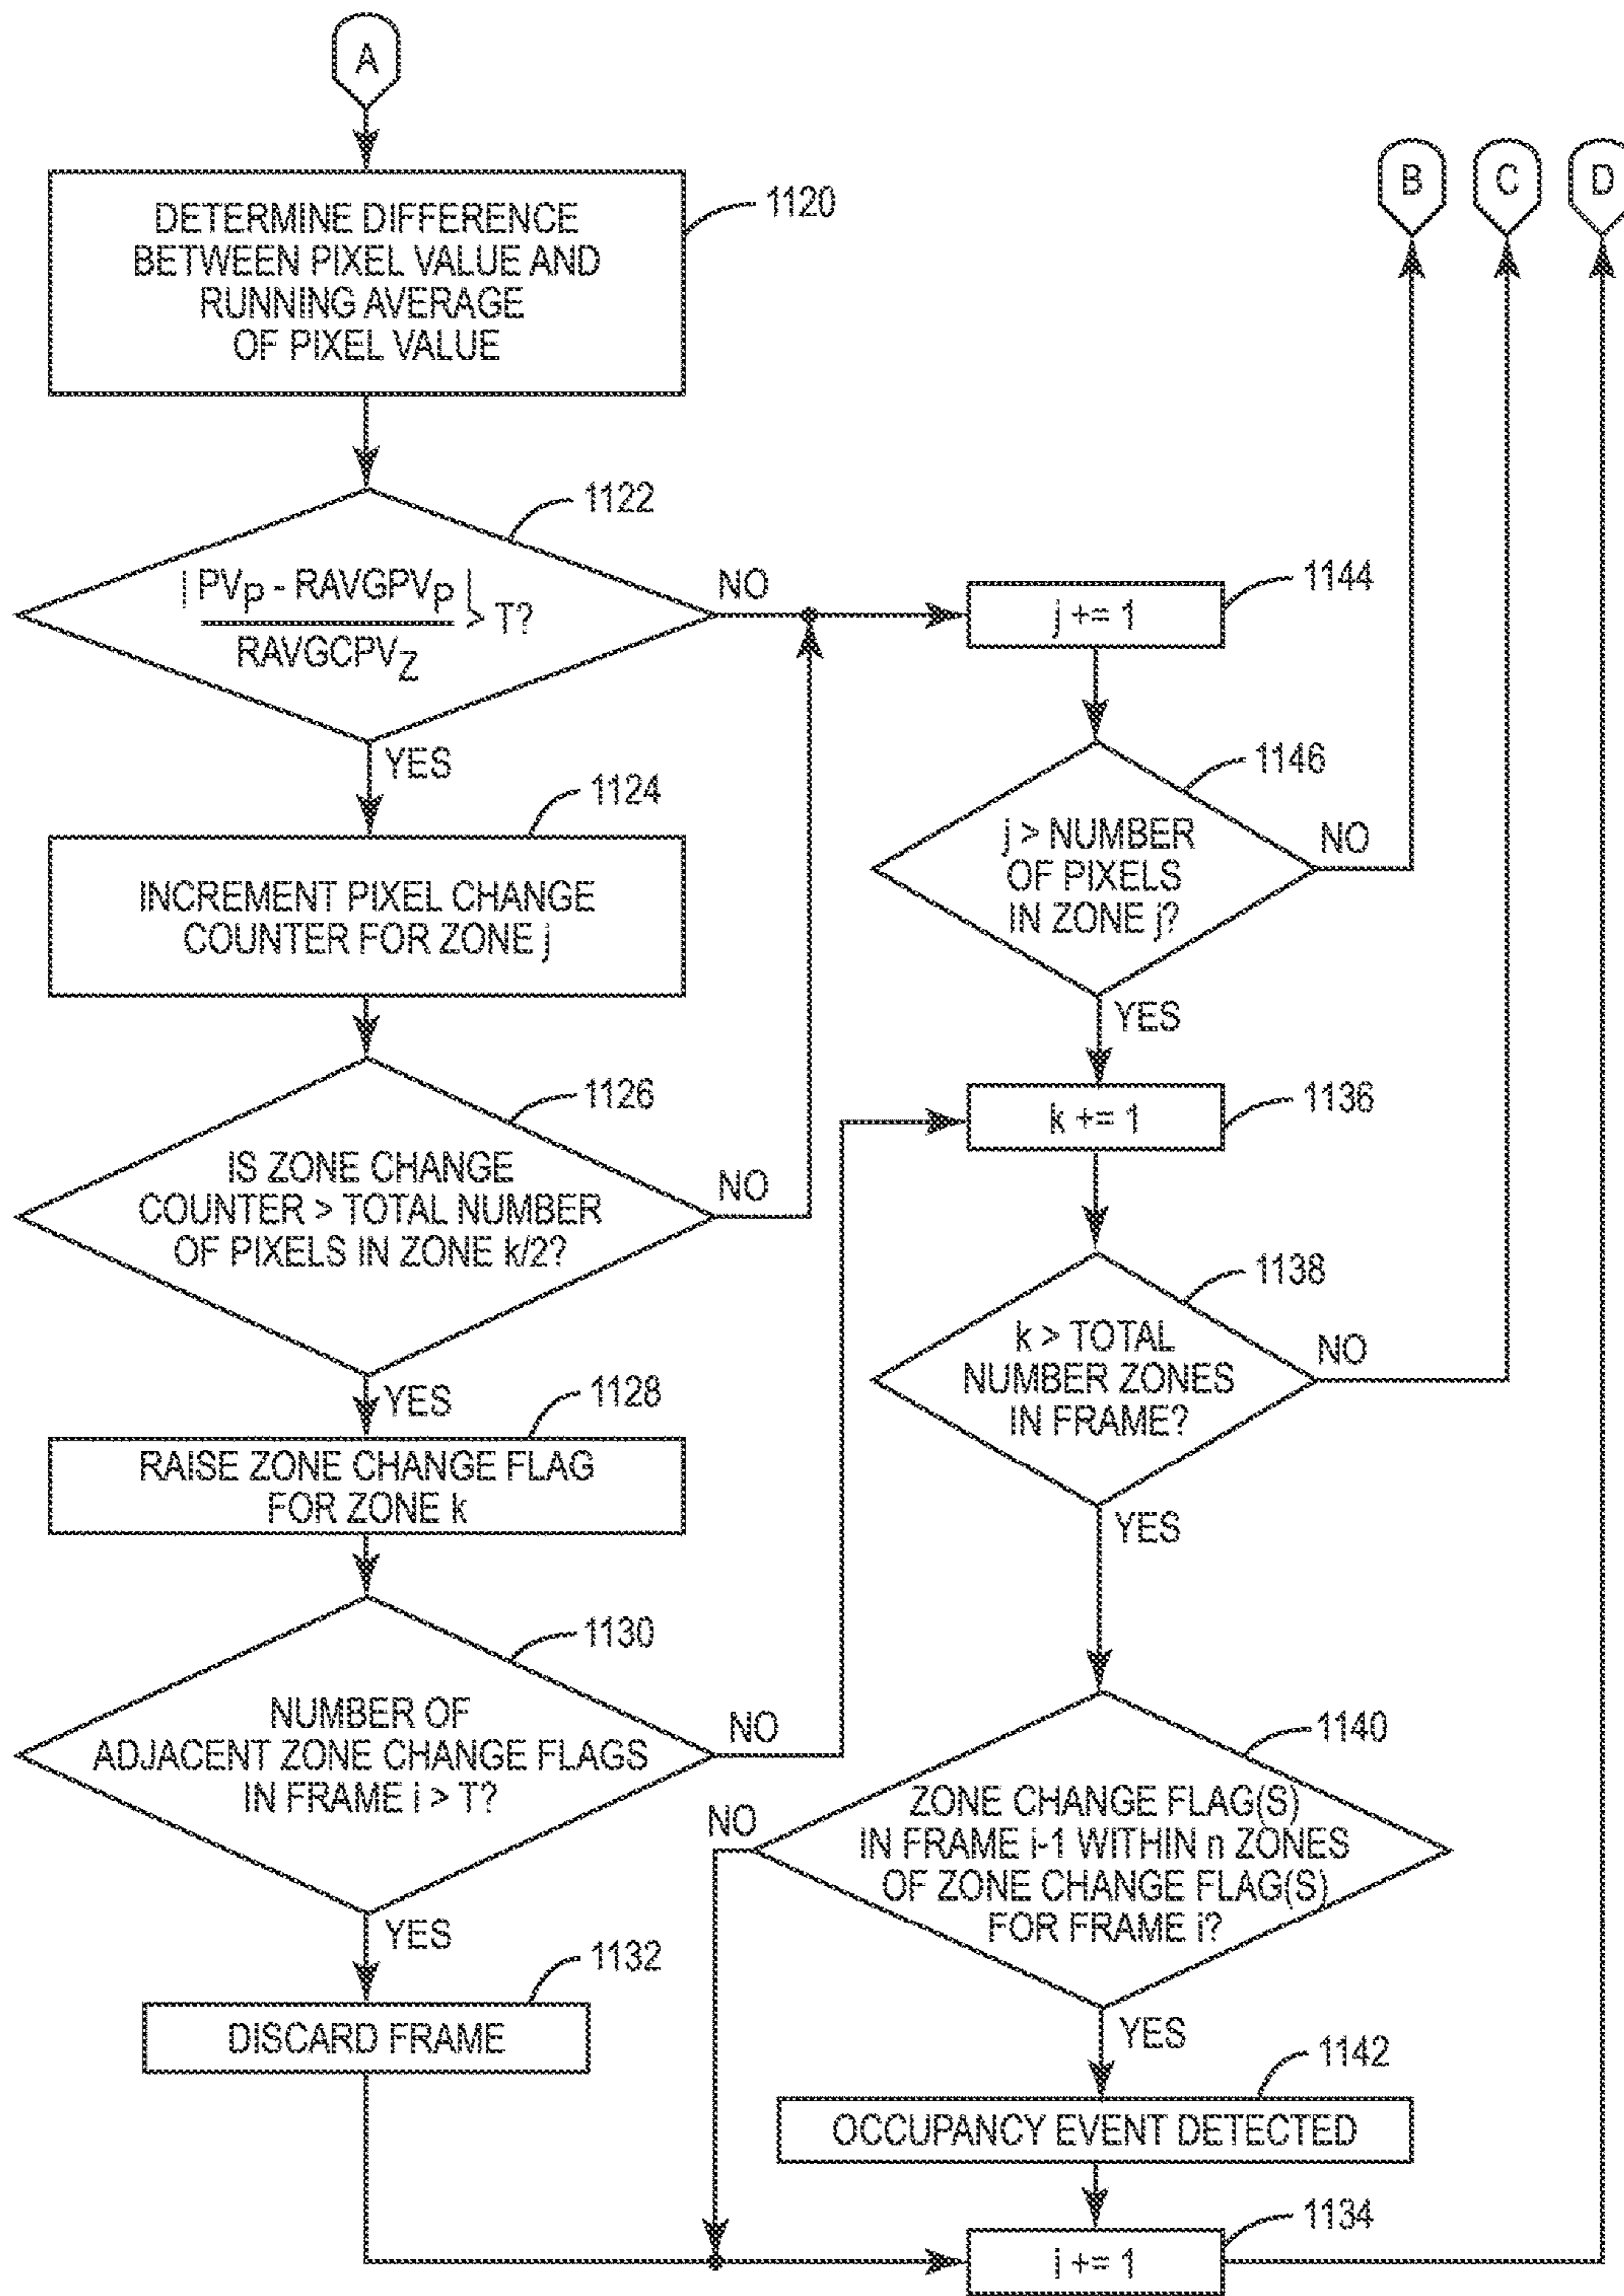 A
B
C
D
DETERMINE DIFFERENCE
BETWEEN PIXEL VALUE AND
RUNNING AVERAGE
OF PIXEL VALUE
1120
1122
| PVP - RAVGPVP |
RAVGCPVZ
> T?
NO
YES
1124
INCREMENT PIXEL CHANGE
COUNTER FOR ZONE j
1126
IS ZONE CHANGE
COUNTER > TOTAL NUMBER
OF PIXELS IN ZONE k/2?
NO
YES
1128
RAISE ZONE CHANGE FLAG
FOR ZONE k
1130
NUMBER OF
ADJACENT ZONE CHANGE FLAGS
IN FRAME i > T?
NO
YES
1132
DISCARD FRAME
1144
j += 1
1146
j > NUMBER
OF PIXELS
IN ZONE j?
NO
YES
1136
k += 1
1138
k > TOTAL
NUMBER ZONES
IN FRAME?
NO
YES
1140
ZONE CHANGE FLAG(S)
IN FRAME i-1 WITHIN n ZONES
OF ZONE CHANGE FLAG(S)
FOR FRAME i?
NO
YES
1142
OCCUPANCY EVENT DETECTED
1134
i += 1